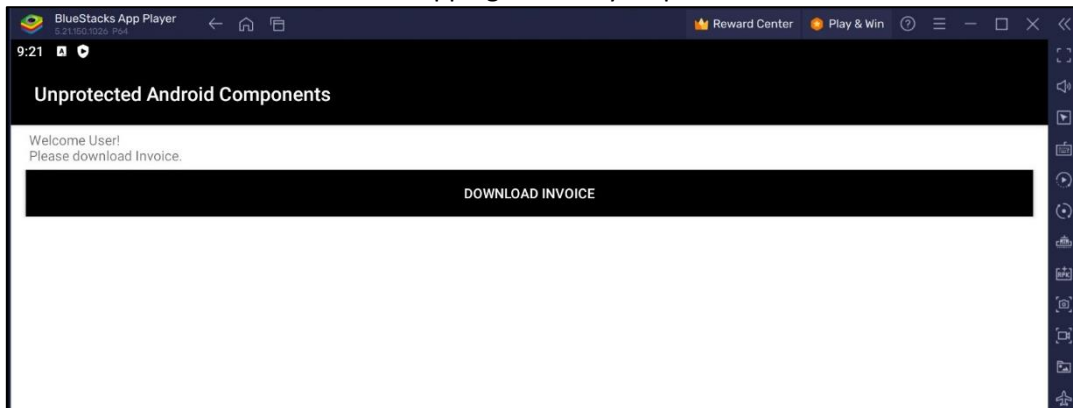 BlueStacks App Player
5.21.150.1026 P64
Reward Center
Play & Win
9:21
Unprotected Android Components
Welcome User!
Please download Invoice.
DOWNLOAD INVOICE